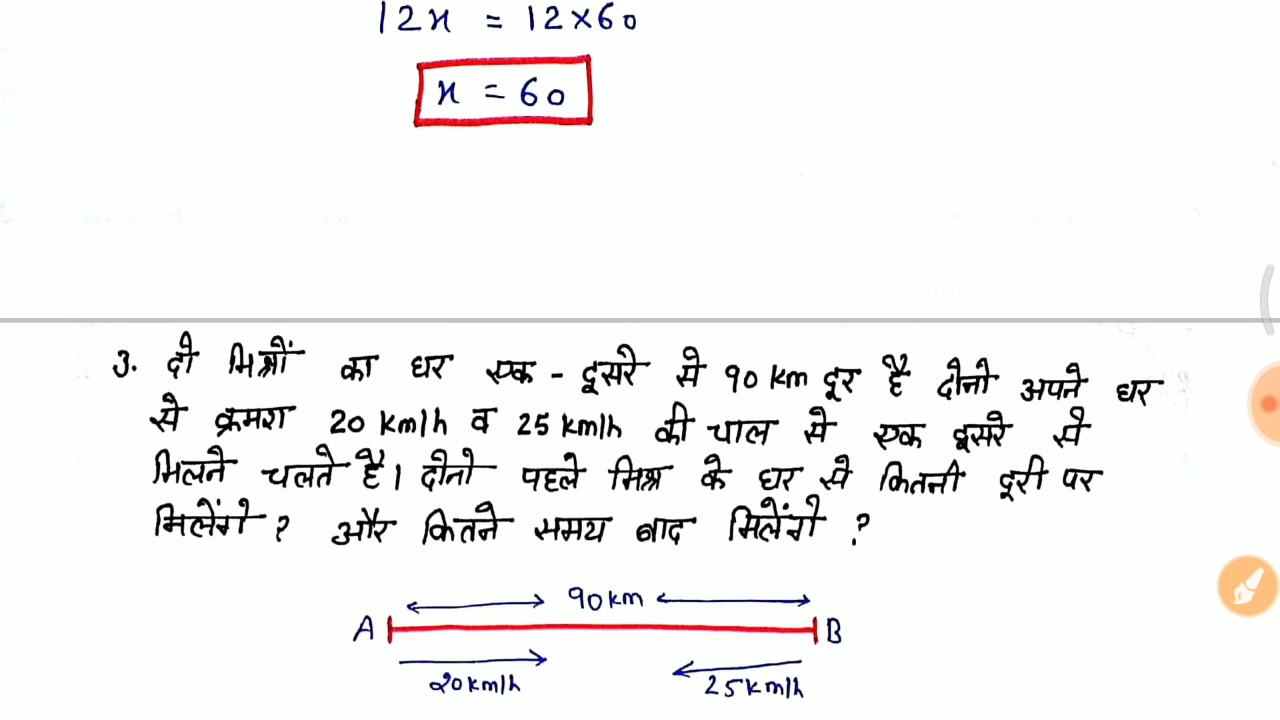 12x = 12×60
x = 60
3. दो मित्रों का घर एक - दूसरे से 90 km दूर है दोनो अपने घर
से क्रमश 20 km/h व 25 km/h की चाल से एक दूसरे से
मिलने चलते है। दोनो पहले मित्र के घर से कितनी दूरी पर
मिलेंगे? और कितने समय बाद मिलेंगे?
90km
A B
20km/h 25km/h